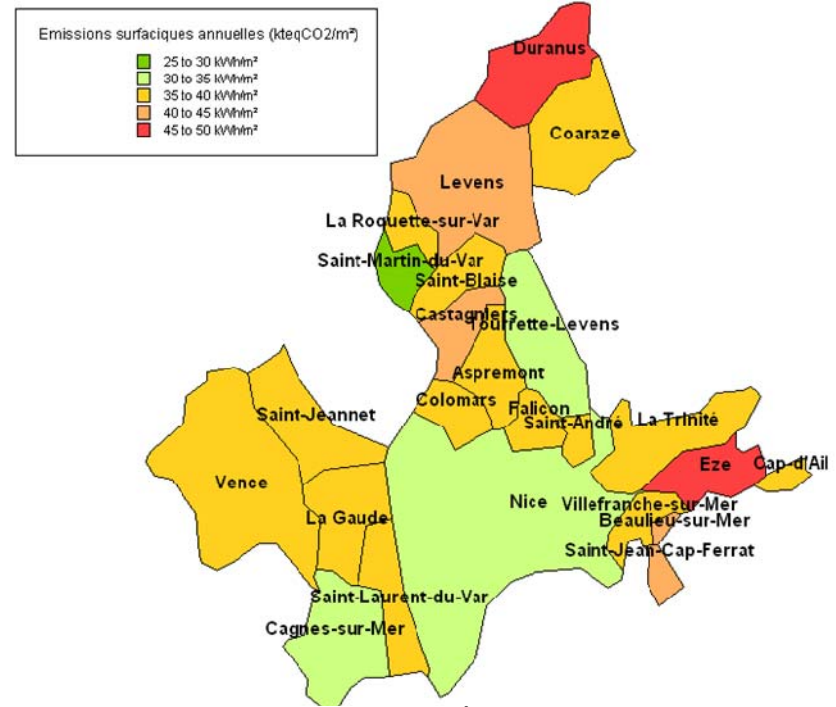 Emissions surfaciques annuelles (kteqCO2/m²)
25 to 30 kWh/m²
30 to 35 kWh/m²
35 to 40 kWh/m²
40 to 45 kWh/m²
45 to 50 kWh/m²
Duranus
Coaraze
Levens
La Roquette-sur-Var
Saint-Martin-du-Var
Saint-Blaise
Castagniers
Tourrette-Levens
Aspremont
Colomars
Falicon
Saint-André
La Trinité
Saint-Jeannet
Eze
Cap-d'Ail
Vence
Nice
Villefranche-sur-Mer
La Gaude
Beaulieu-sur-Mer
Saint-Jean-Cap-Ferrat
Saint-Laurent-du-Var
Cagnes-sur-Mer